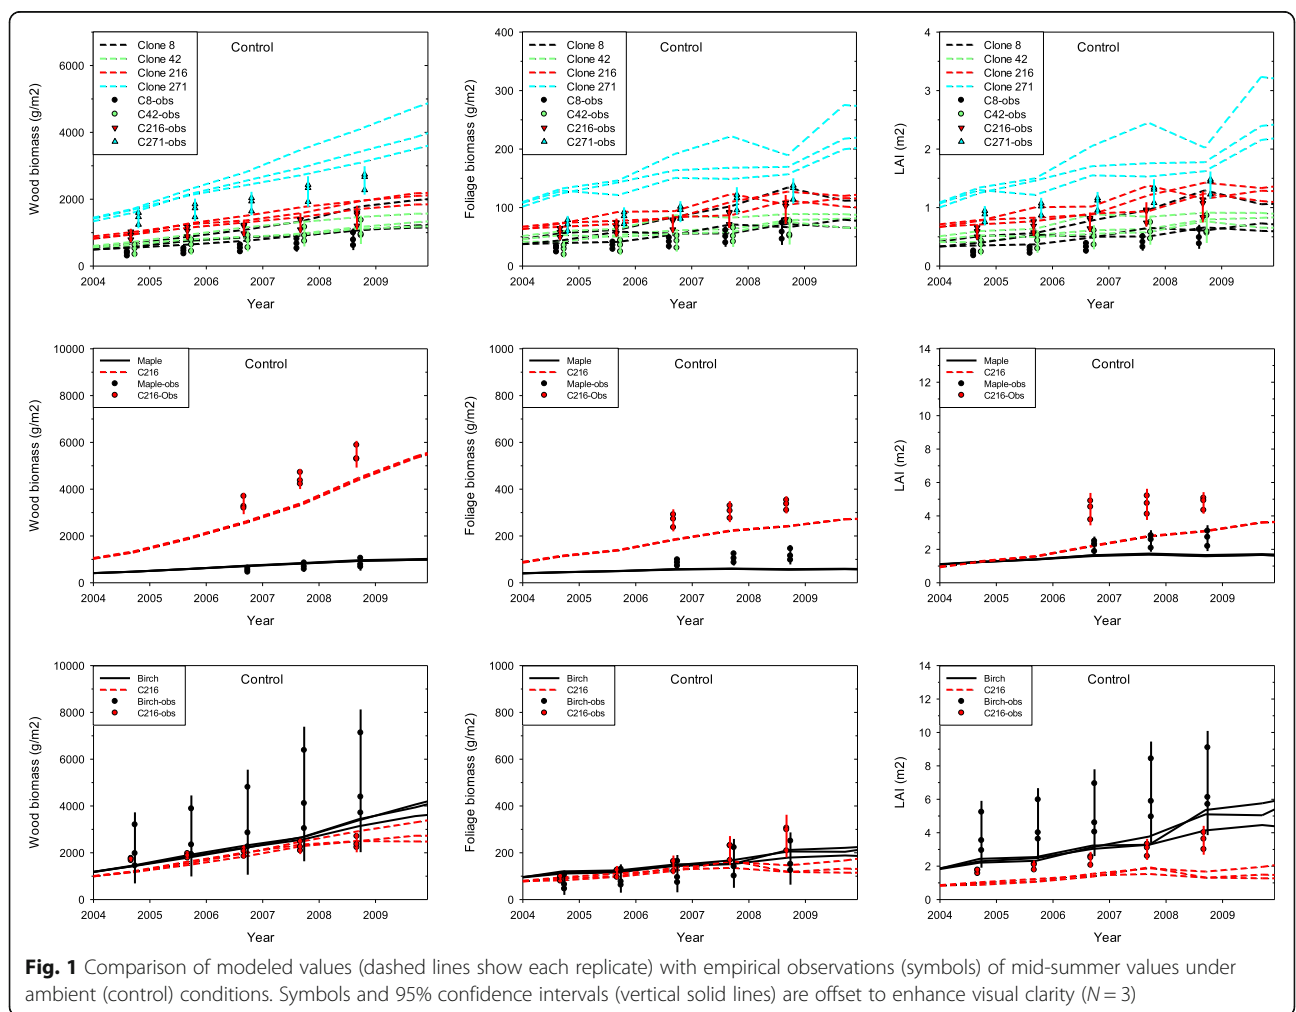 Wood biomass (g/m2)
6000
4000
2000
0
Clone 8
Clone 42
Clone 216
Clone 271
C8-obs
C42-obs
C216-obs
C271-obs
Control
2004 2005 2006 2007 2008 2009
Year
Foliage biomass (g/m2)
400
300
200
100
0
Clone 8
Clone 42
Clone 216
Clone 271
C8-obs
C42-obs
C216-obs
C271-obs
Control
2004 2005 2006 2007 2008 2009
Year
LAI (m2)
4
3
2
1
0
Clone 8
Clone 42
Clone 216
Clone 271
C8-obs
C42-obs
C216-obs
C271-obs
Control
2004 2005 2006 2007 2008 2009
Year
Wood biomass (g/m2)
10000
8000
6000
4000
2000
0
Maple
C216
Maple-obs
C216-Obs
Control
2004 2005 2006 2007 2008 2009
Year
Foliage biomass (g/m2)
1000
800
600
400
200
0
Maple
C216
Maple-obs
C216-Obs
Control
2004 2005 2006 2007 2008 2009
Year
LAI (m2)
14
12
10
8
6
4
2
0
Maple
C216
Maple-obs
C216-obs
Control
2004 2005 2006 2007 2008 2009
Year
Wood biomass (g/m2)
10000
8000
6000
4000
2000
0
Birch
C216
Birch-obs
C216-obs
Control
2004 2005 2006 2007 2008 2009
Year
Foliage biomass (g/m2)
1000
800
600
400
200
0
Birch
C216
Birch-obs
C216-obs
Control
2004 2005 2006 2007 2008 2009
Year
LAI (m2)
14
12
10
8
6
4
2
0
Birch
C216
Birch-obs
C216-obs
Control
2004 2005 2006 2007 2008 2009
Year
Fig. 1 Comparison of modeled values (dashed lines show each replicate) with empirical observations (symbols) of mid-summer values under
ambient (control) conditions. Symbols and 95% confidence intervals (vertical solid lines) are offset to enhance visual clarity (N = 3)